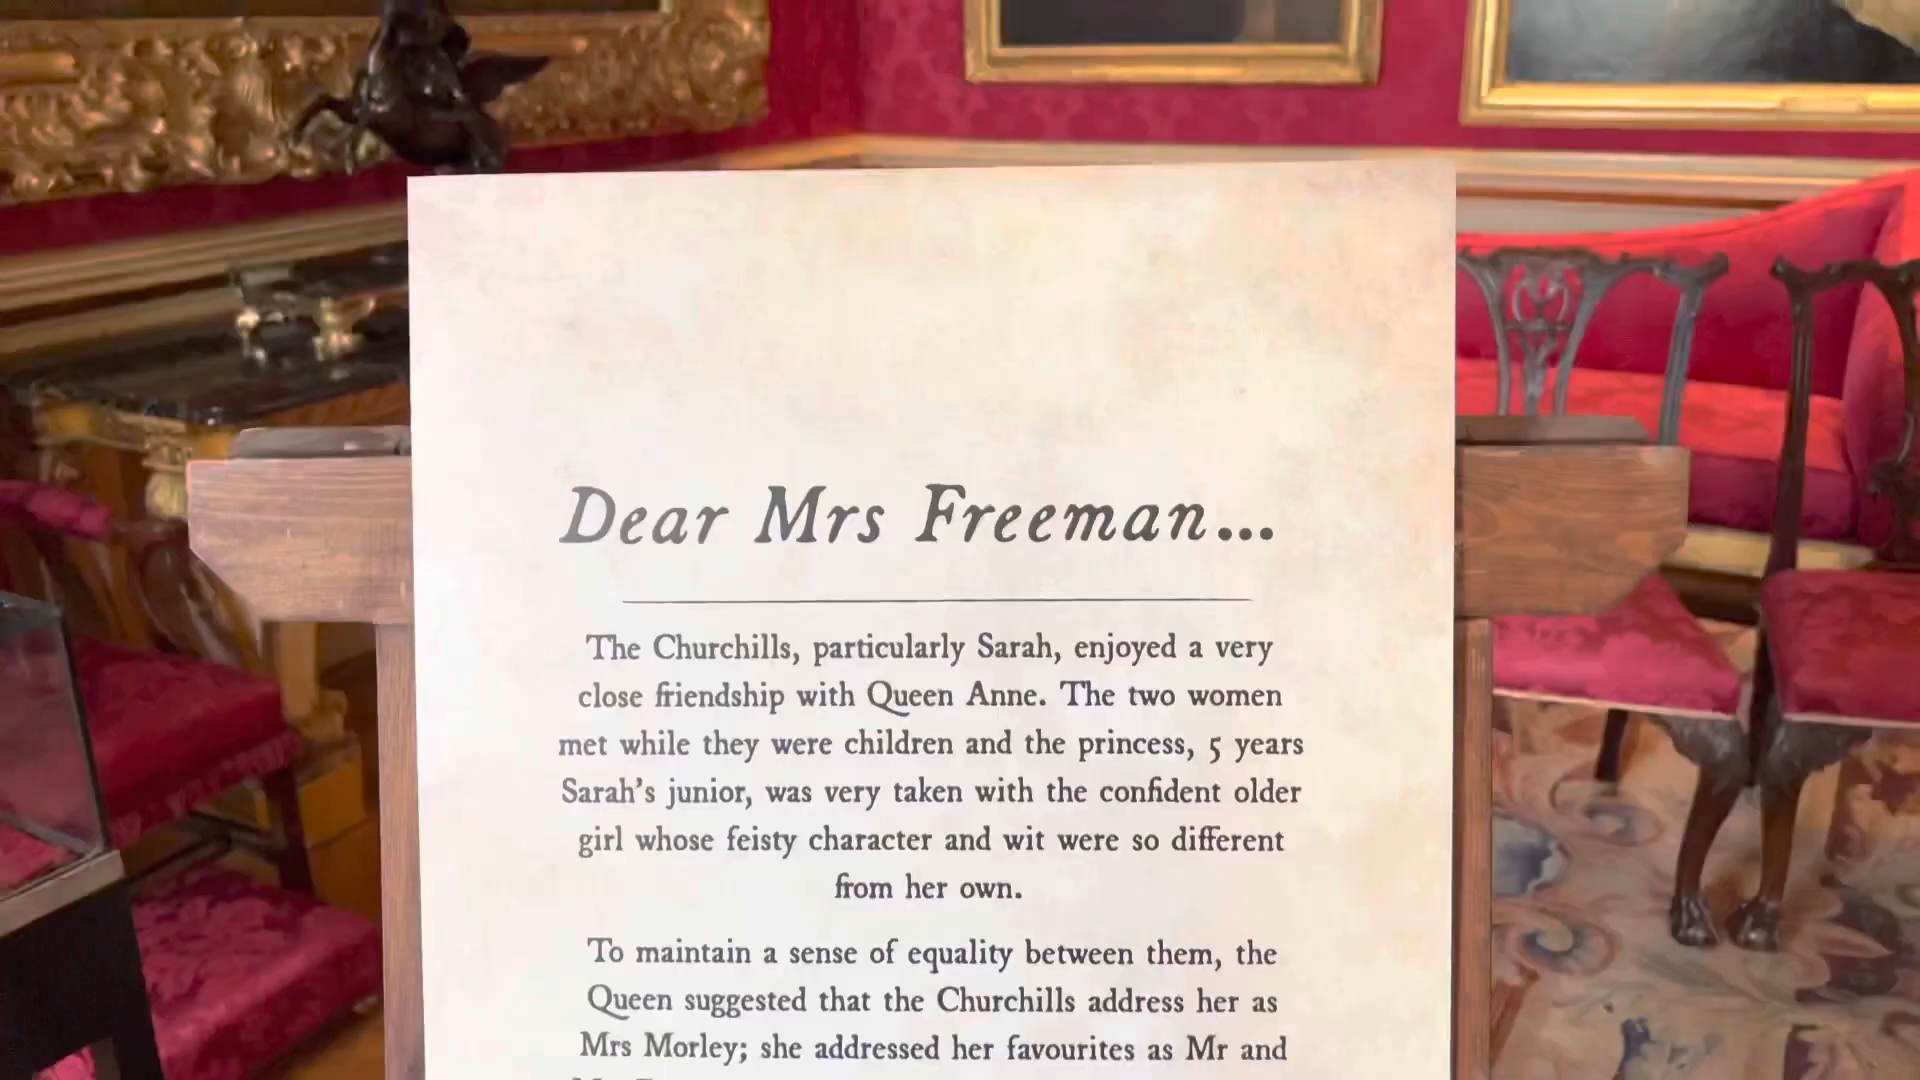 Dear Mrs Freeman...
The Churchills, particularly Sarah, enjoyed a very
close friendship with Queen Anne. The two women
met while they were children and the princess, 5 years
Sarah's junior, was very taken with the confident older
girl whose feisty character and wit were so different
from her own.
To maintain a sense of equality between them, the
Queen suggested that the Churchills address her as
Mrs Morley; she addressed her favourites as Mr and